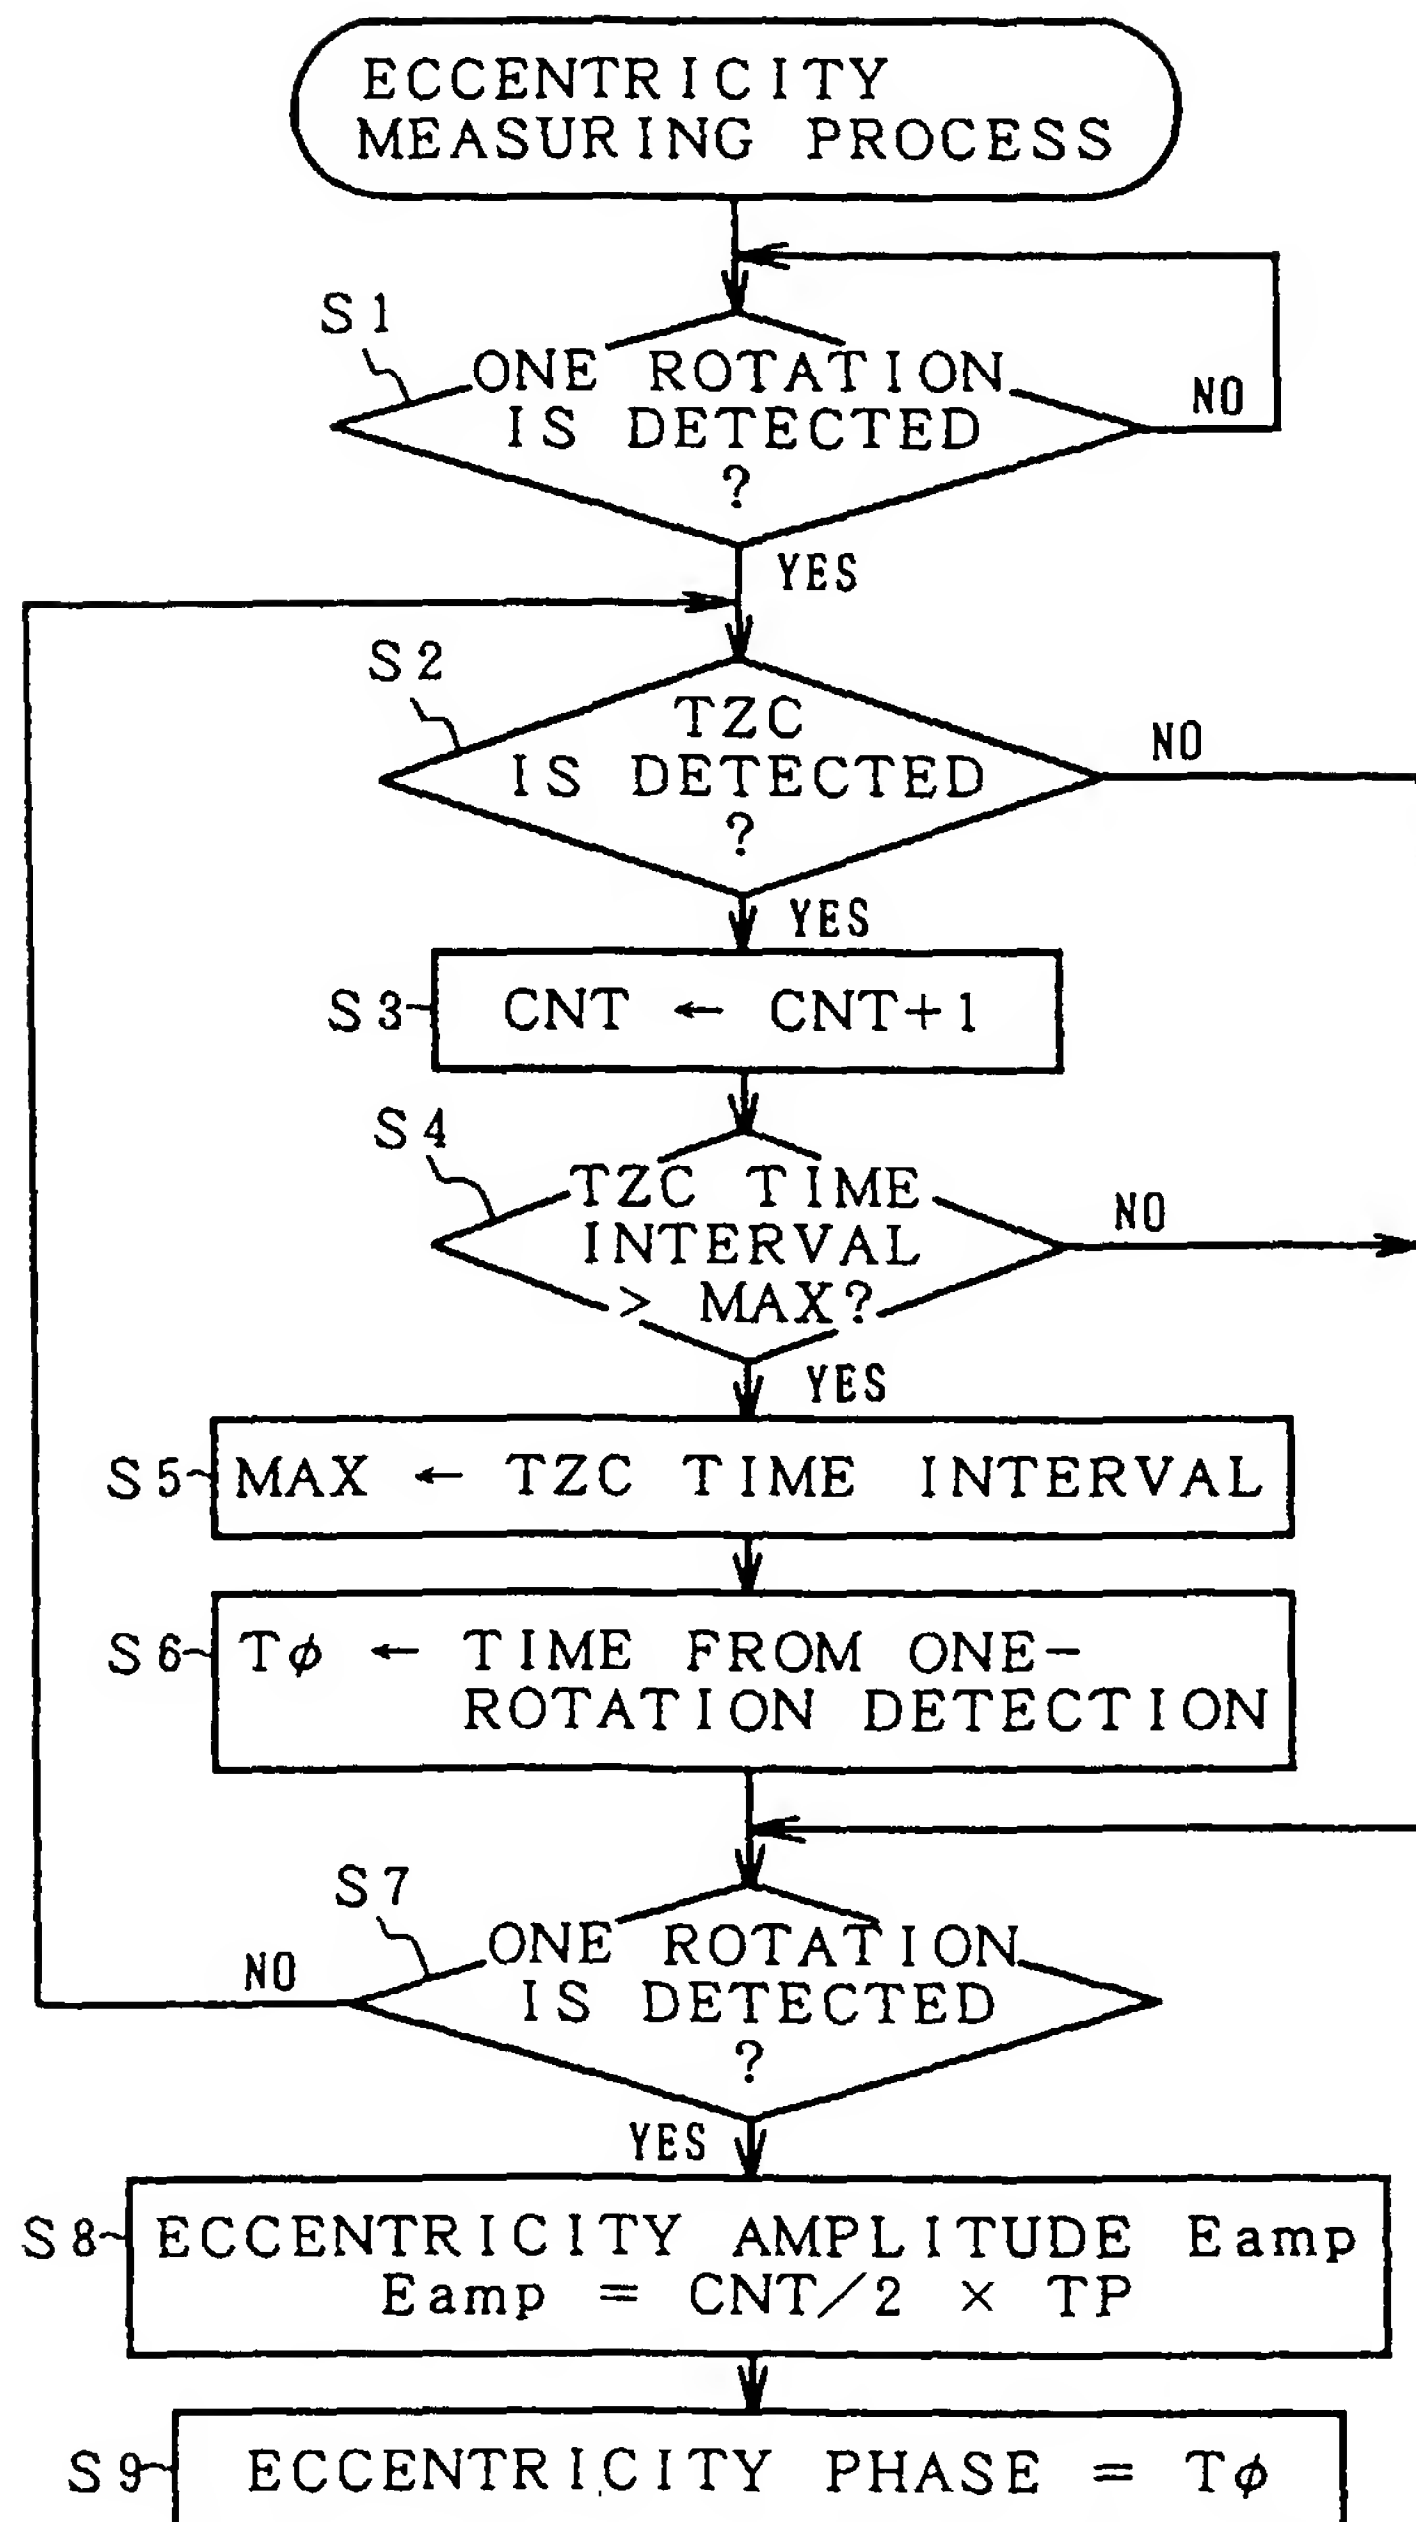 ECCENTRICITY
MEASURING PROCESS
S1
ONE ROTATION
IS DETECTED
?
NO
YES
S2
TZC
IS DETECTED
?
NO
YES
S3
CNT ← CNT+1
S4
TZC TIME
INTERVAL
> MAX?
NO
YES
S5
MAX ← TZC TIME INTERVAL
S6
Tϕ ← TIME FROM ONE-
ROTATION DETECTION
S7
ONE ROTATION
IS DETECTED
?
NO
YES
S8
ECCENTRICITY AMPLITUDE Eamp
Eamp = CNT/2 × TP
S9
ECCENTRICITY PHASE = Tϕ